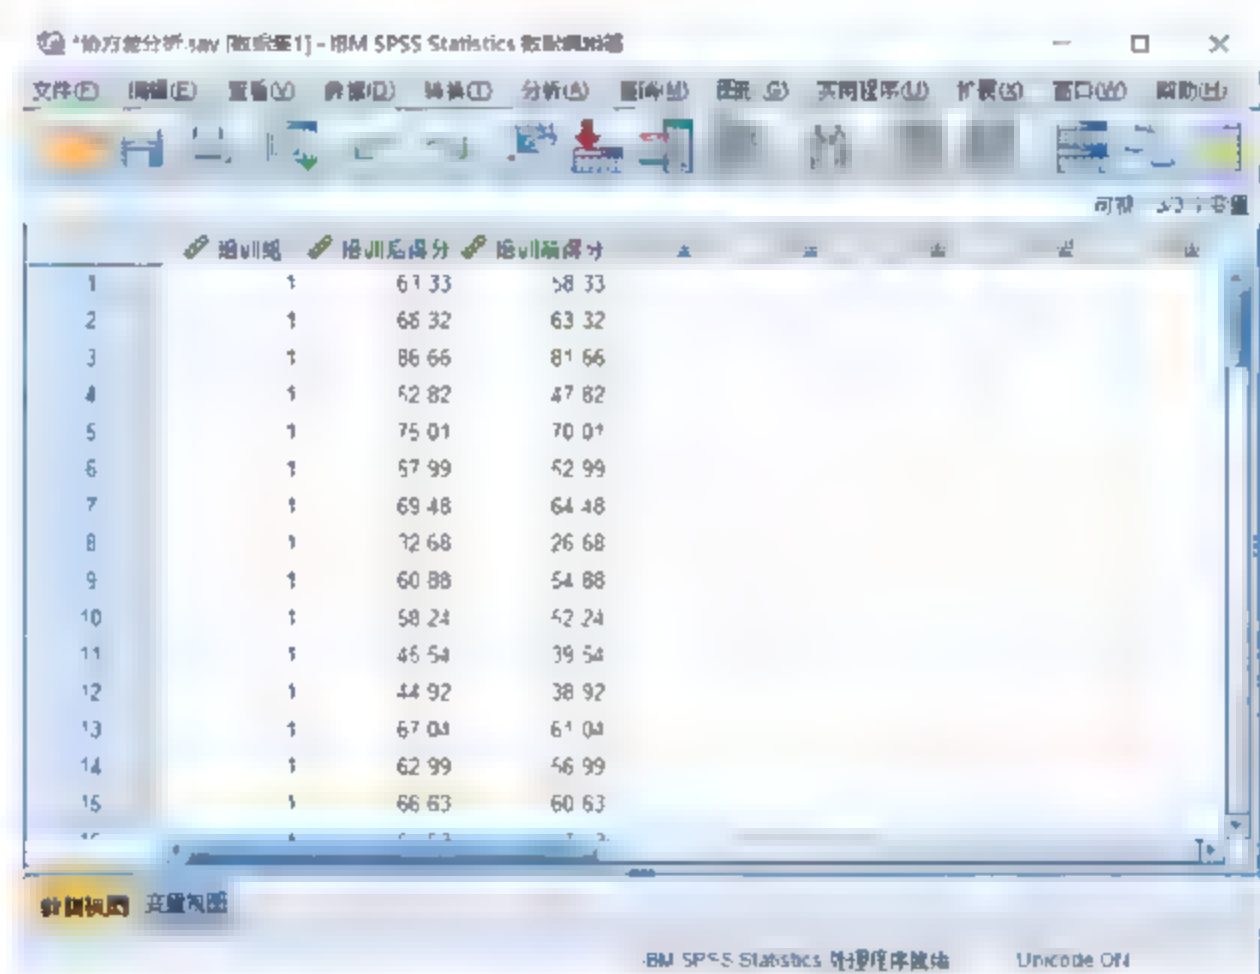 *协方差分析.sav [数据集1] - IBM SPSS Statistics 数据编辑器
文件(F) 编辑(E) 查看(V) 数据(D) 转换(T) 分析(A) 图形(G) 实用程序(U) 扩展(X) 窗口(W) 帮助(H)
可视: 3/3 个变量
培训组 培训后得分 培训前得分
1 1 63.33 58.33
2 1 68.32 63.32
3 1 86.66 81.66
4 1 52.82 47.82
5 1 75.01 70.01
6 1 57.99 52.99
7 1 69.48 64.48
8 1 32.68 26.68
9 1 60.88 54.88
10 1 58.24 52.24
11 1 45.54 39.54
12 1 44.92 38.92
13 1 67.04 61.04
14 1 62.99 56.99
15 1 66.63 60.63
数据视图 变量视图
IBM SPSS Statistics 处理程序就绪 Unicode:ON